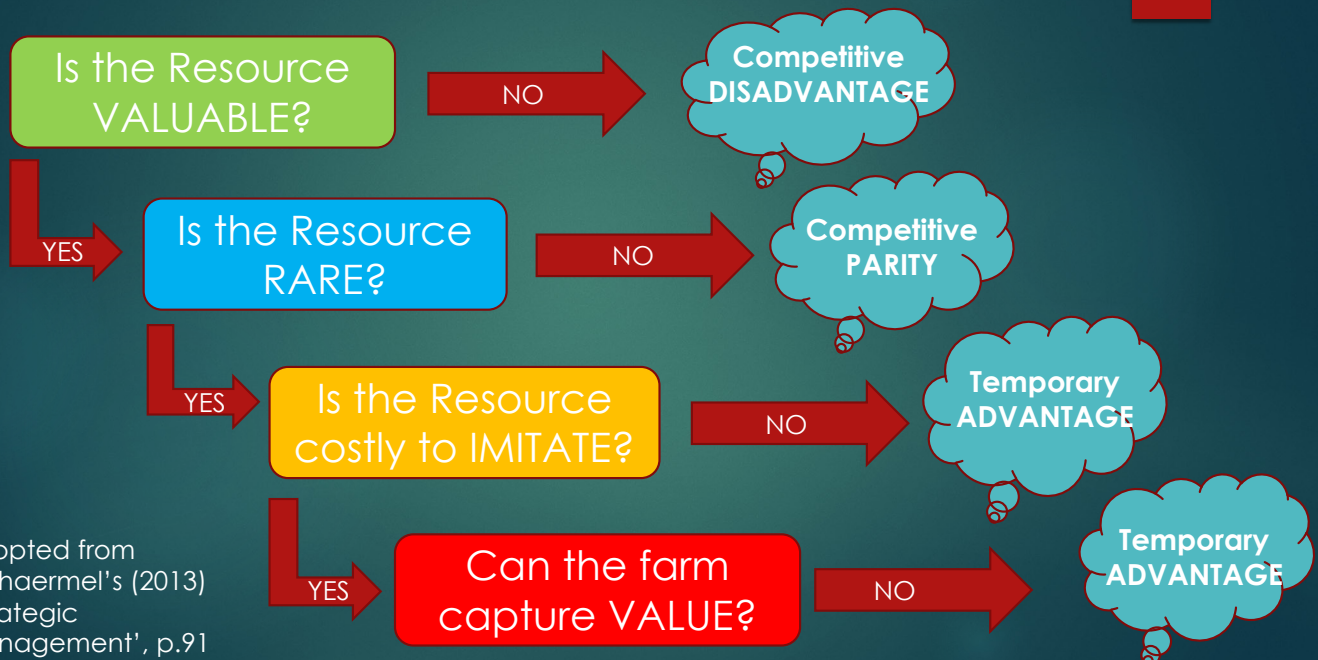 Is the Resource
VALUABLE?
NO
Competitive
DISADVANTAGE
YES
Is the Resource
RARE?
NO
Competitive
PARITY
YES
Is the Resource
costly to IMITATE?
NO
Temporary
ADVANTAGE
opted from
haermel's (2013)
ategic
nagement', p.91
YES
Can the farm
capture VALUE?
NO
Temporary
ADVANTAGE